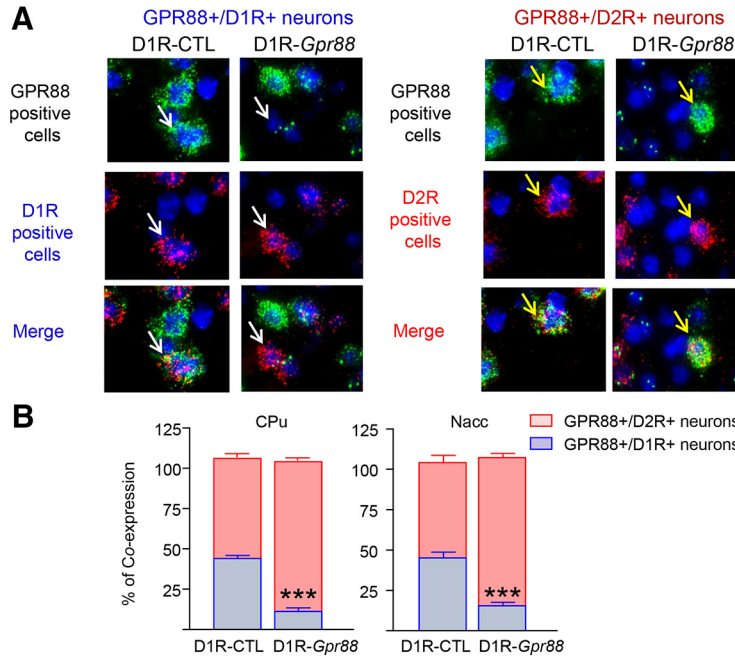 A
GPR88+/D1R+ neurons
GPR88+/D2R+ neurons
D1R-CTL
D1R-Gpr88
D1R-CTL
D1R-Gpr88
GPR88
positive
cells
GPR88
positive
cells
D1R
positive
cells
D2R
positive
cells
Merge
Merge
B
CPu
Nacc
GPR88+/D2R+ neurons
GPR88+/D1R+ neurons
% of Co-expression
125
100
75
50
25
***
D1R-CTL
D1R-Gpr88
125
100
75
50
25
***
D1R-CTL
D1R-Gpr88